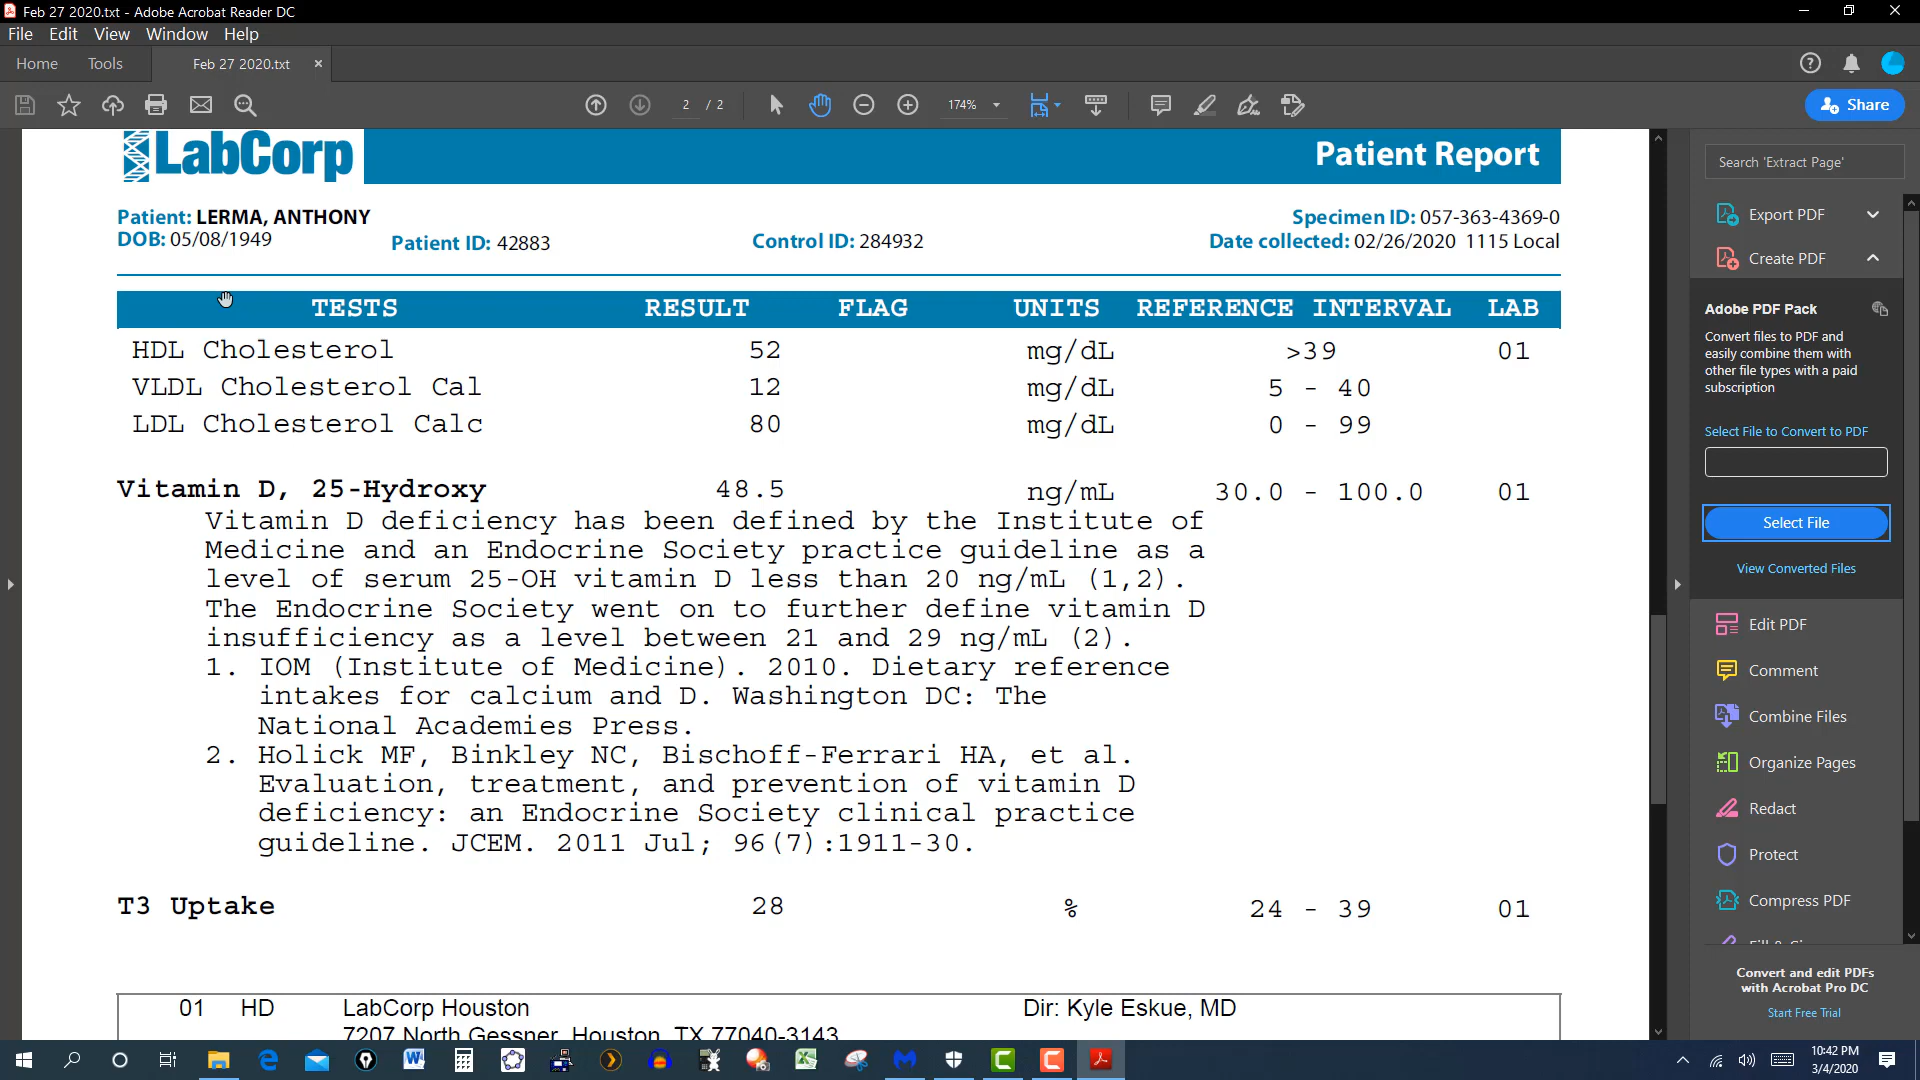 Feb 27 2020.txt - Adobe Acrobat Reader DC
File Edit View Window Help
Home Tools Feb 27 2020.txt ×
2 / 2 174% Share
LabCorp Patient Report
Patient: LERMA, ANTHONY Specimen ID: 057-363-4369-0
DOB: 05/08/1949 Patient ID: 42883 Control ID: 284932 Date collected: 02/26/2020 1115 Local
TESTS RESULT FLAG UNITS REFERENCE INTERVAL LAB
HDL Cholesterol 52 mg/dL >39 01
VLDL Cholesterol Cal 12 mg/dL 5 - 40
LDL Cholesterol Calc 80 mg/dL 0 - 99
Vitamin D, 25-Hydroxy 48.5 ng/mL 30.0 - 100.0 01
Vitamin D deficiency has been defined by the Institute of
Medicine and an Endocrine Society practice guideline as a
level of serum 25-OH vitamin D less than 20 ng/mL (1,2).
The Endocrine Society went on to further define vitamin D
insufficiency as a level between 21 and 29 ng/mL (2).
1. IOM (Institute of Medicine). 2010. Dietary reference
intakes for calcium and D. Washington DC: The
National Academies Press.
2. Holick MF, Binkley NC, Bischoff-Ferrari HA, et al.
Evaluation, treatment, and prevention of vitamin D
deficiency: an Endocrine Society clinical practice
guideline. JCEM. 2011 Jul; 96(7):1911-30.
T3 Uptake 28 % 24 - 39 01
01 HD LabCorp Houston Dir: Kyle Eskue, MD
7207 North Gessner, Houston, TX 77040-3143
Search 'Extract Page'
Export PDF
Create PDF
Adobe PDF Pack
Convert files to PDF and
easily combine them with
other file types with a paid
subscription
Select File to Convert to PDF
Select File
View Converted Files
Edit PDF
Comment
Combine Files
Organize Pages
Redact
Protect
Compress PDF
Convert and edit PDFs
with Acrobat Pro DC
Start Free Trial
10:42 PM
3/4/2020